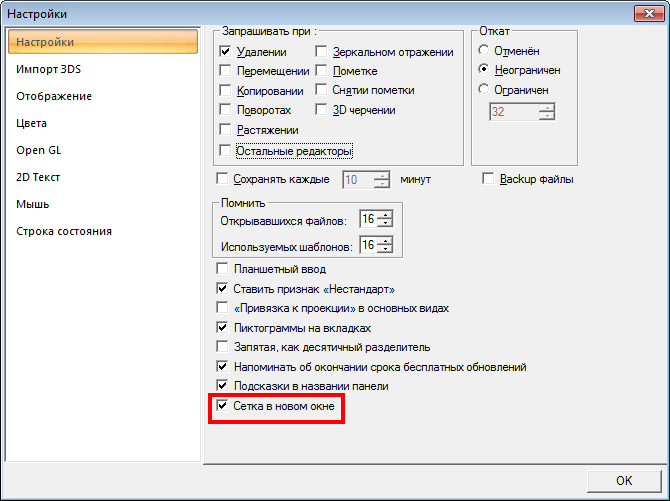 Настройки
Настройки
Импорт 3DS
Отображение
Цвета
Open GL
2D Текст
Мышь
Строка состояния
Запрашивать при :
Удалении
Зеркальном отражении
Перемещении
Пометке
Копировании
Снятии пометки
Поворотах
3D черчении
Растяжении
Остальные редакторы
Откат
Отменён
Неограничен
Ограничен
32
Сохранять каждые 10 минут
Backup файлы
Помнить
Открывавшихся файлов: 16
Используемых шаблонов: 16
Планшетный ввод
Ставить признак «Нестандарт»
«Привязка к проекции» в основных видах
Пиктограммы на вкладках
Запятая, как десятичный разделитель
Напоминать об окончании срока бесплатных обновлений
Подсказки в названии панели
Сетка в новом окне
OK